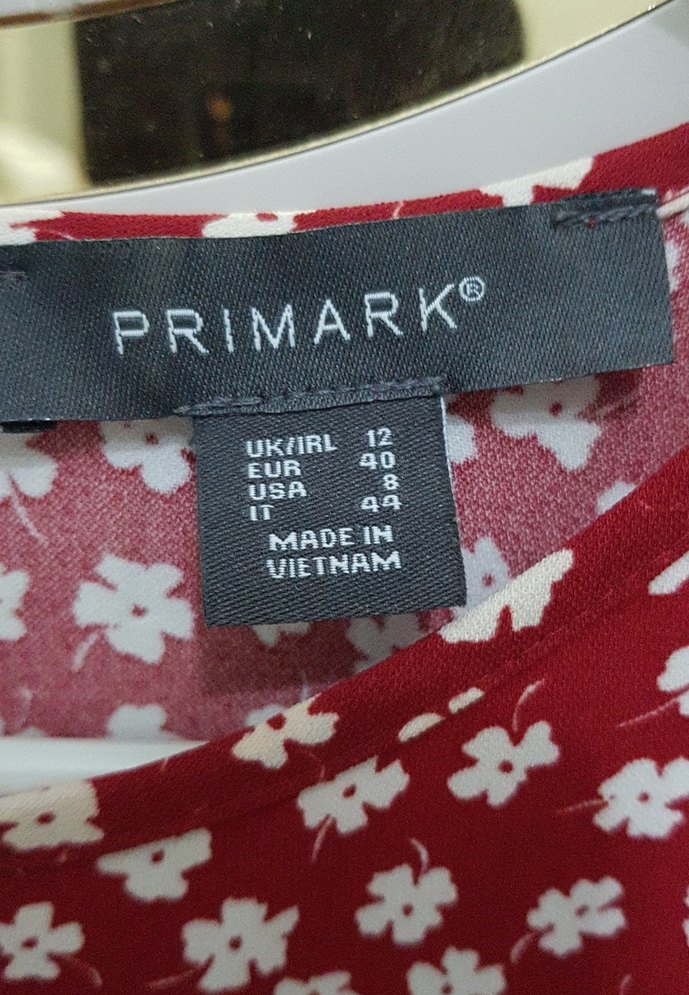 PRIMARK®
UK/IRL 12
EUR 40
USA 8
IT 44
MADE IN
VIETNAM